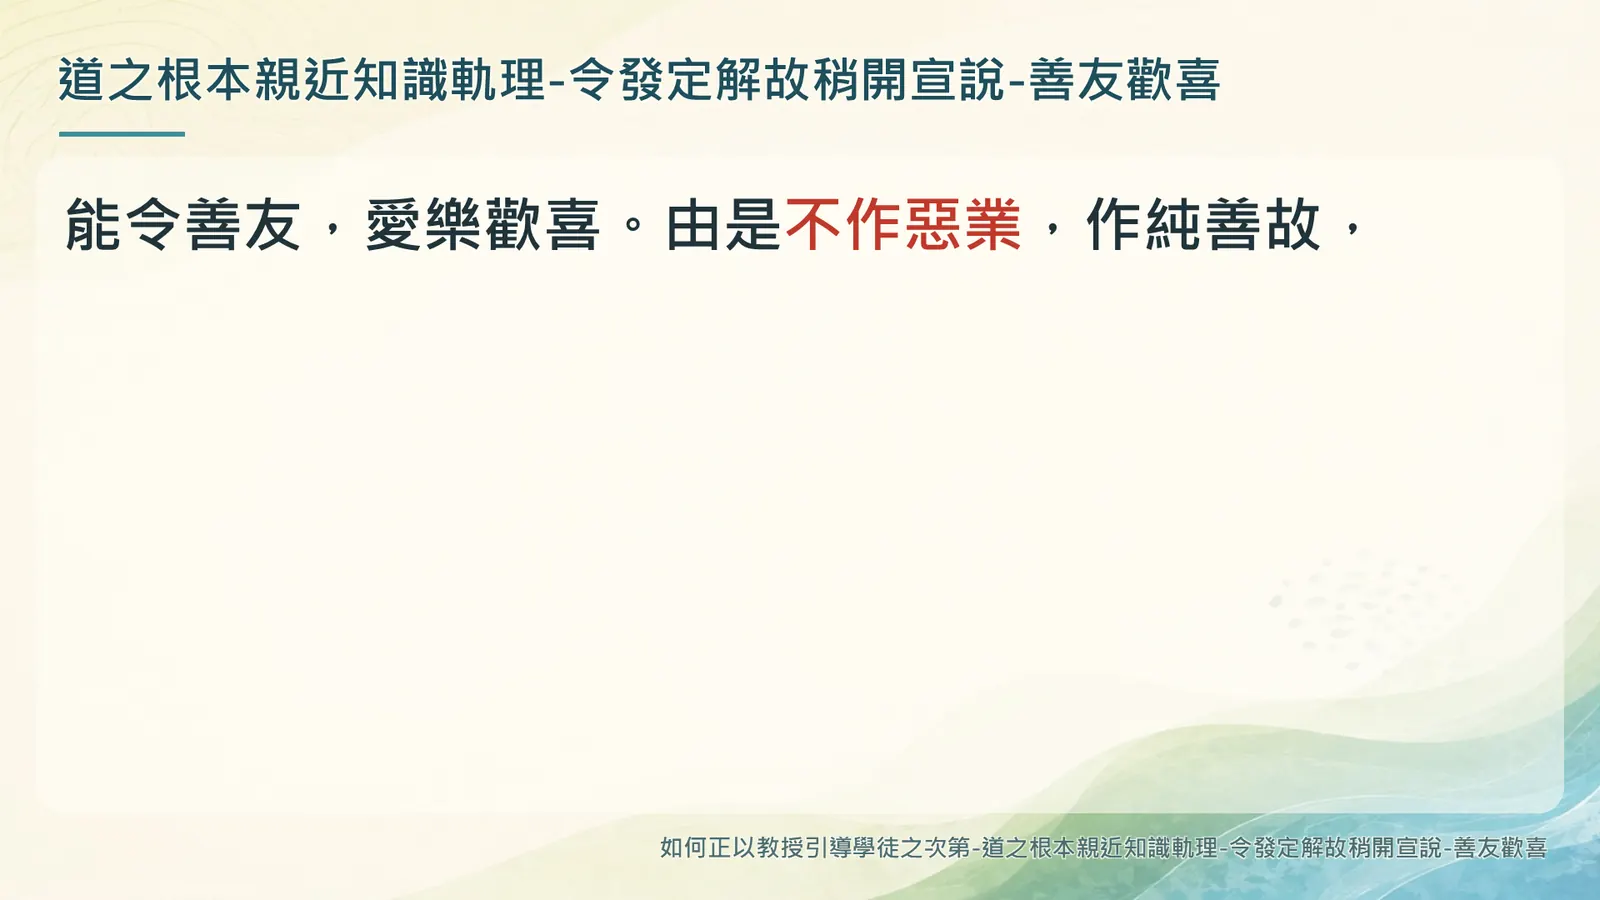 道之根本親近知識軌理-令發定解故稍開宣說-善友歡喜
能令善友，愛樂歡喜。由是不作惡業，作純善故，
如何正以教授引導學徒之次第-道之根本親近知識軌理-令發定解故稍開宣說-善友歡喜